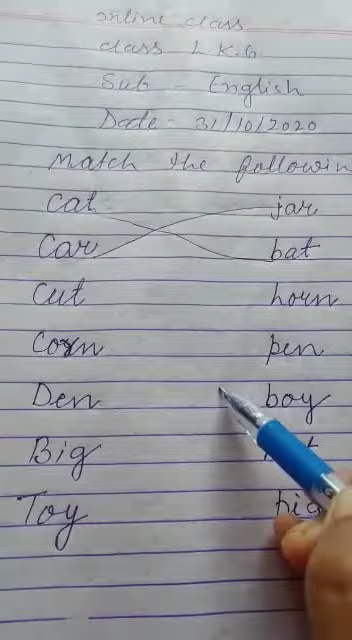 online class
class L.K.G
Sub - English
Date - 31/10/2020
Match the followin
Cat jar
Car bat
Cut horn
Corn pen
Den boy
Big
Toy pig